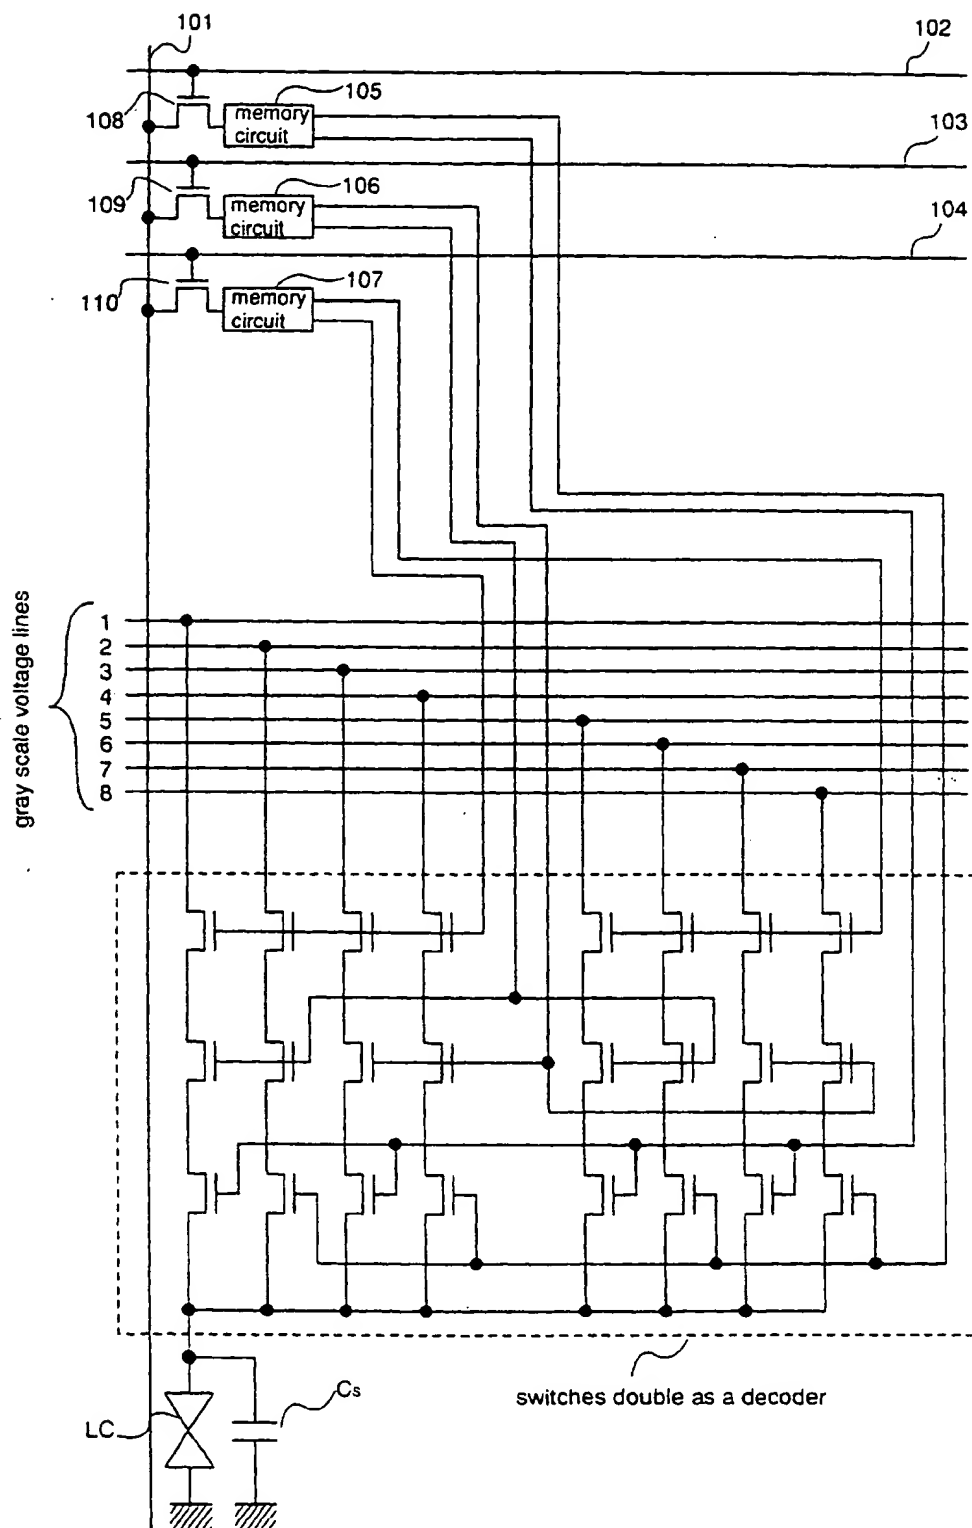 101
102
105
108
memory
circuit
103
106
109
memory
circuit
104
107
110
memory
circuit
gray scale voltage lines
1
2
3
4
5
6
7
8
switches double as a decoder
LC
Cs